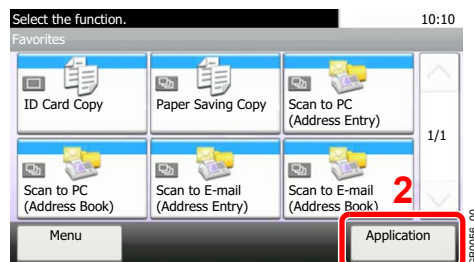 Select the function.
10:10
Favorites
ID Card Copy
Paper Saving Copy
Scan to PC
(Address Entry)
1/1
Scan to PC
(Address Book)
Scan to E-mail
(Address Entry)
Scan to E-mail
(Address Book)
2
Menu
Application